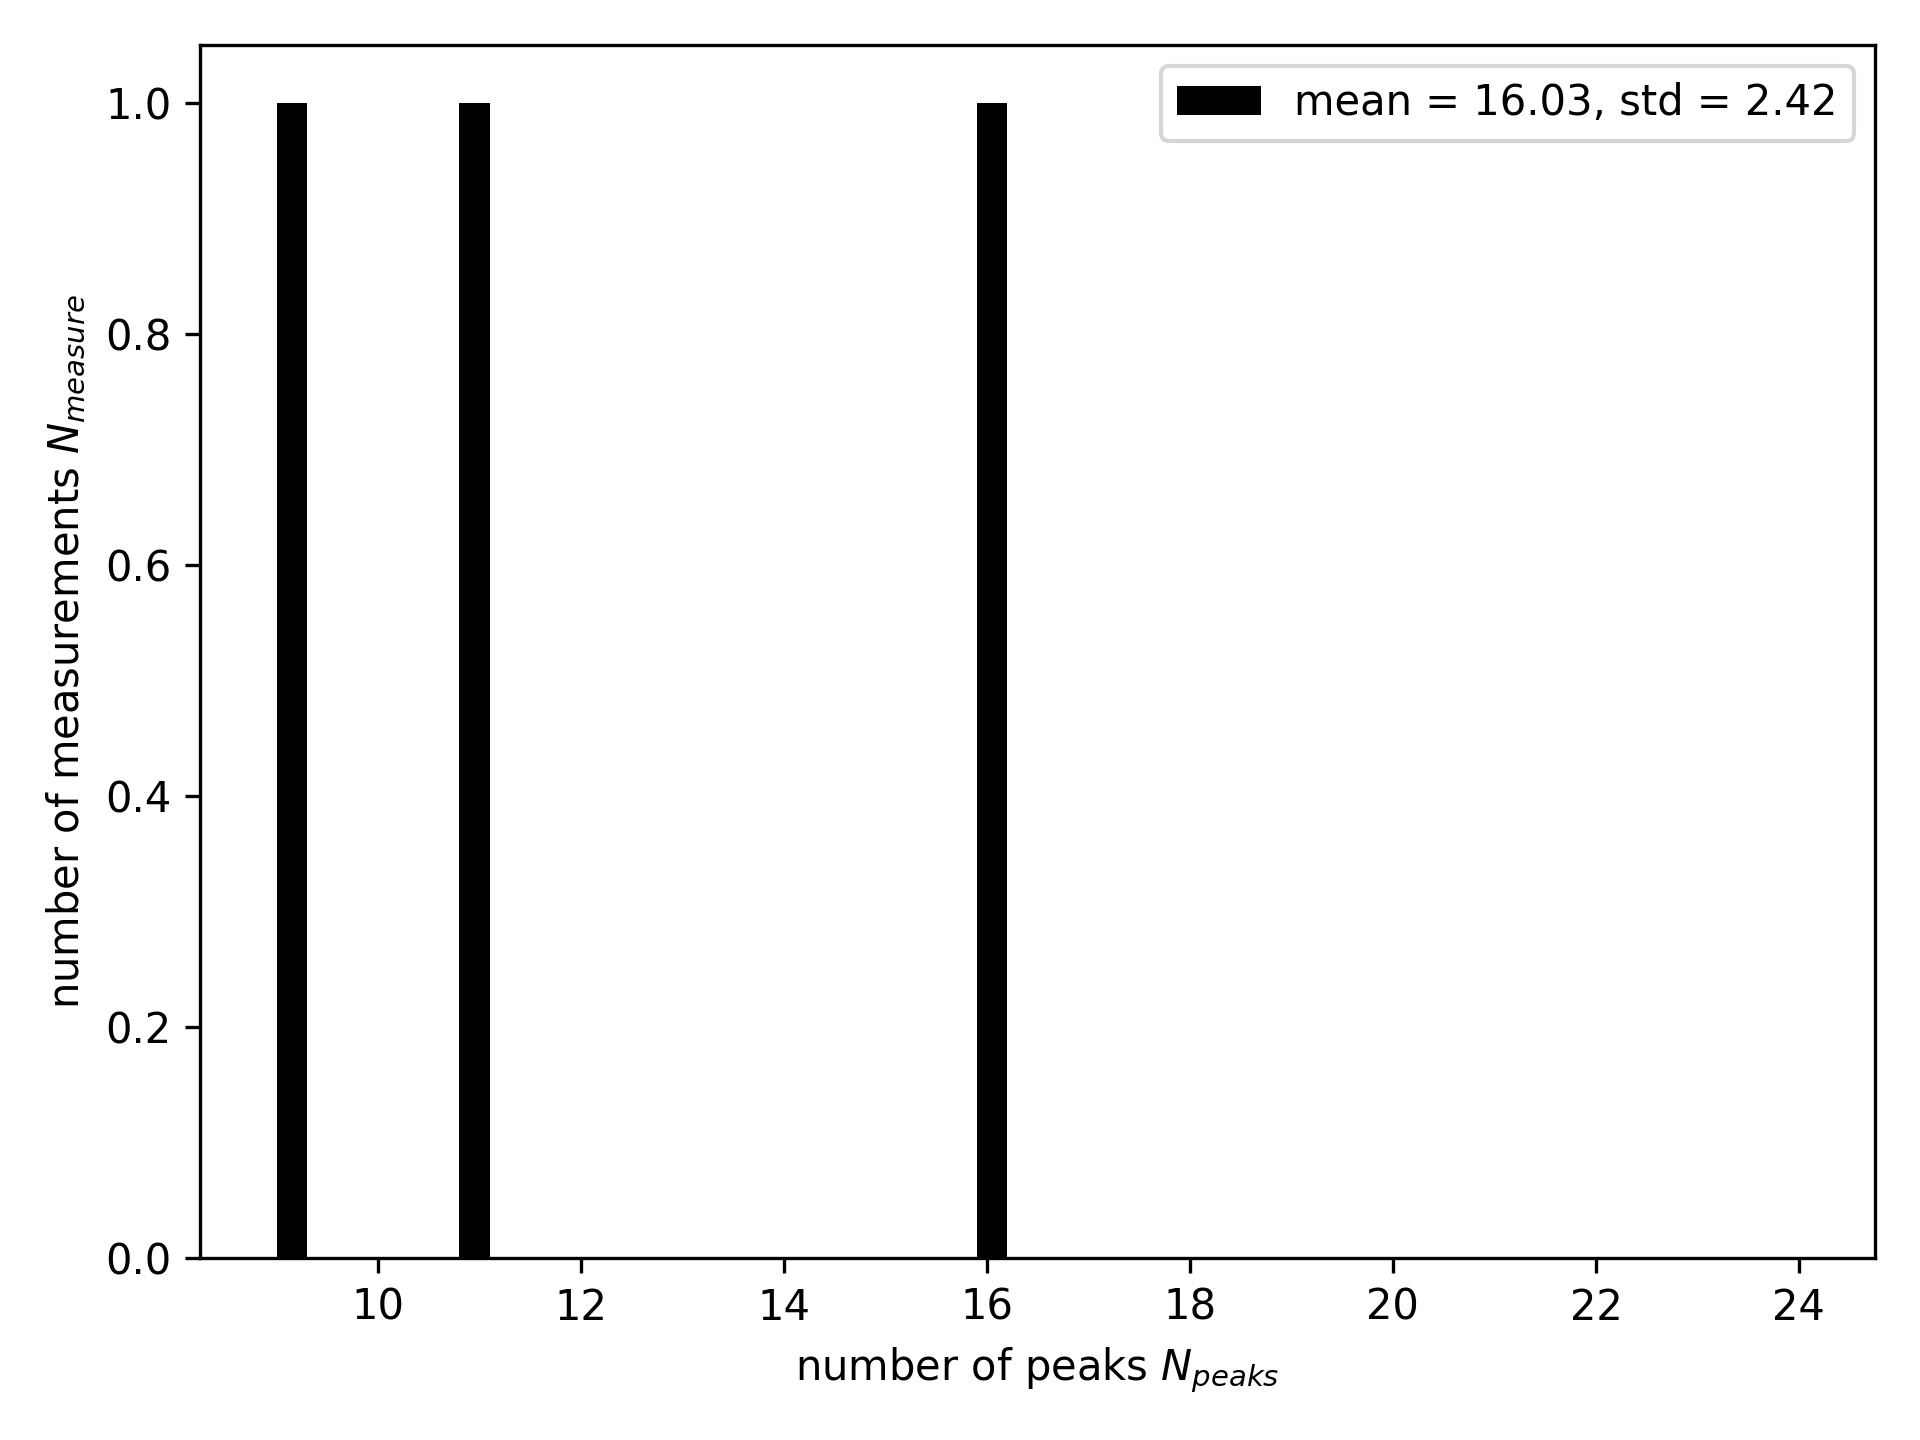 mean = 16.03, std = 2.42
number of measurements N_measure
1.0
0.8
0.6
0.4
0.2
0.0
10 12 14 16 18 20 22 24
number of peaks N_peaks